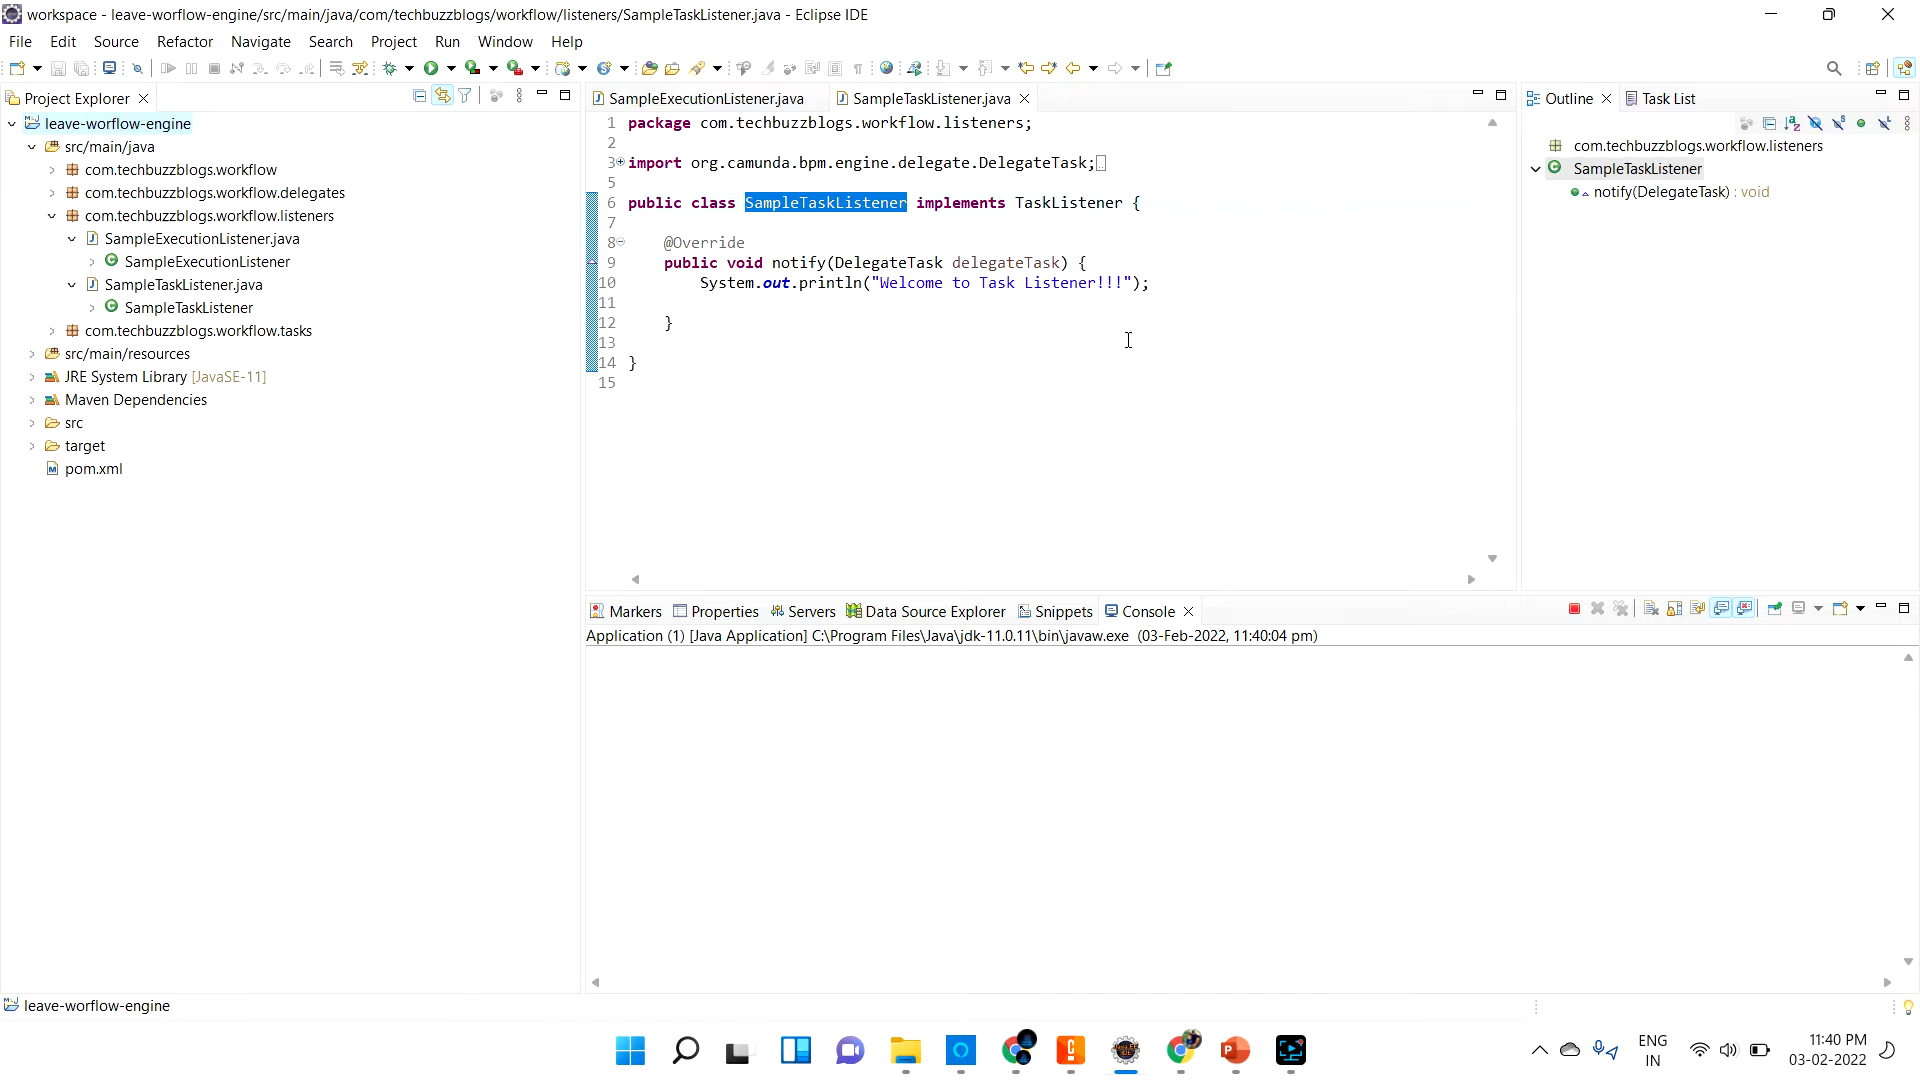 workspace - leave-worflow-engine/src/main/java/com/techbuzzblogs/workflow/listeners/SampleTaskListener.java - Eclipse IDE
File Edit Source Refactor Navigate Search Project Run Window Help
Project Explorer
leave-worflow-engine
src/main/java
com.techbuzzblogs.workflow
com.techbuzzblogs.workflow.delegates
com.techbuzzblogs.workflow.listeners
SampleExecutionListener.java
SampleExecutionListener
SampleTaskListener.java
SampleTaskListener
com.techbuzzblogs.workflow.tasks
src/main/resources
JRE System Library [JavaSE-11]
Maven Dependencies
src
target
pom.xml
SampleExecutionListener.java SampleTaskListener.java
1 package com.techbuzzblogs.workflow.listeners;
2
3 import org.camunda.bpm.engine.delegate.DelegateTask;
5
6 public class SampleTaskListener implements TaskListener {
7
8 @Override
9 public void notify(DelegateTask delegateTask) {
10 System.out.println("Welcome to Task Listener!!!");
11
12 }
13
14 }
15
Outline Task List
com.techbuzzblogs.workflow.listeners
SampleTaskListener
notify(DelegateTask) : void
Markers Properties Servers Data Source Explorer Snippets Console
Application (1) [Java Application] C:\Program Files\Java\jdk-11.0.11\bin\javaw.exe (03-Feb-2022, 11:40:04 pm)
leave-worflow-engine
ENG
IN
11:40 PM
03-02-2022